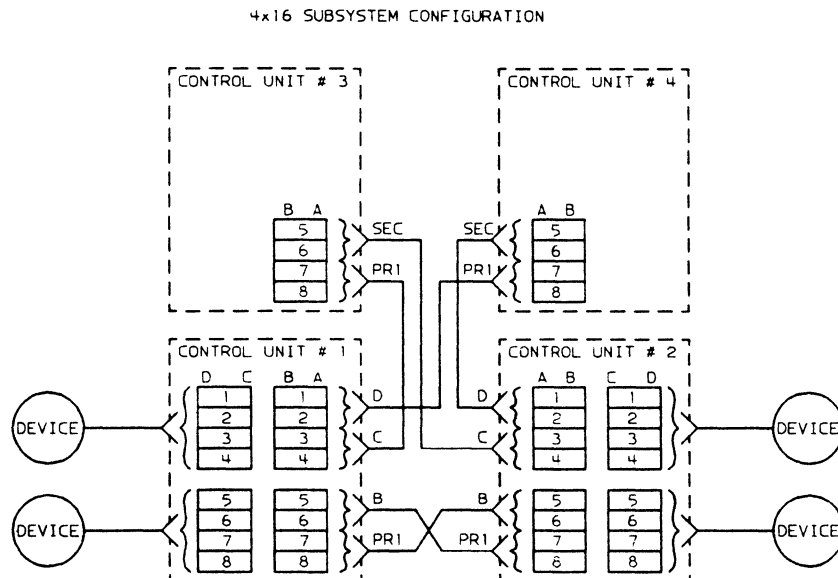 4x16 SUBSYSTEM CONFIGURATION
CONTROL UNIT # 3
CONTROL UNIT # 4
B A
A B
5
6
7
8
SEC
PRI
SEC
PRI
5
6
7
8
CONTROL UNIT # 1
CONTROL UNIT # 2
D C B A
A B C D
DEVICE
1
2
3
4
1
2
3
4
D
C
D
C
1
2
3
4
1
2
3
4
DEVICE
DEVICE
5
6
7
8
5
6
7
8
B
PRI
B
PRI
5
6
7
8
5
6
7
8
DEVICE